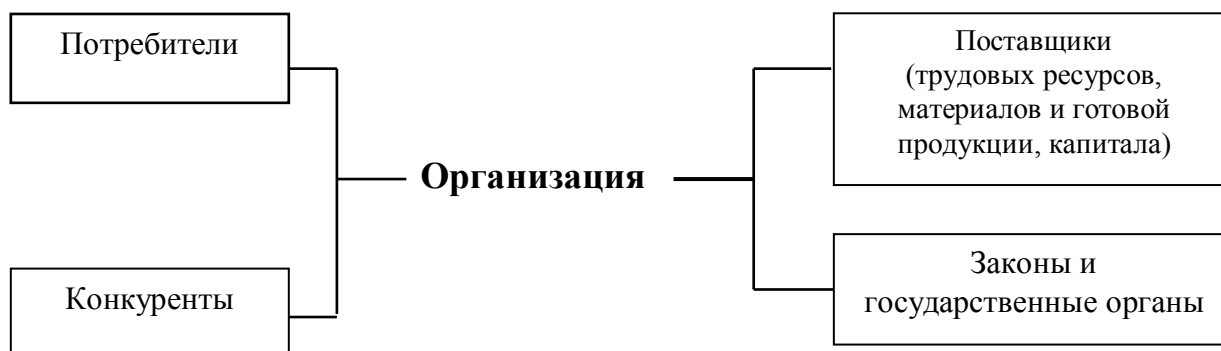 Потребители
Конкуренты
Организация
Поставщики
(трудовых ресурсов,
материалов и готовой
продукции, капитала)
Законы и
государственные органы